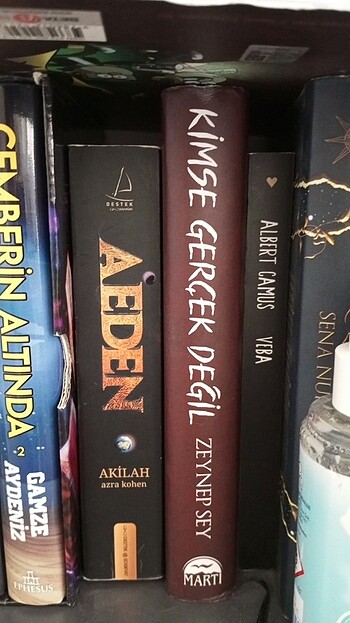 ÇEMBERİN ALTINDA
2
GAMZE
AYDENİZ
EPHESUS
DESTEK
AEDEN
AKİLAH
azra kohen
KİMSE GERÇEK DEĞİL
ZEYNEP SEY
MARTI
ALBERT CAMUS
VEBA
SENA NUR